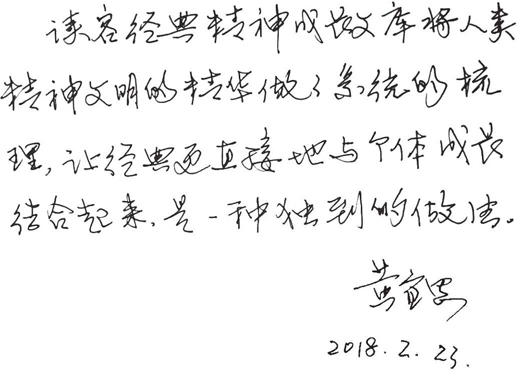 读客经典精神成长文库将人类
精神文明的精华做了系统的梳
理，让经典更直接地与个体成长
结合起来，是一种独到的做法。
黄宜思
2018.2.23.